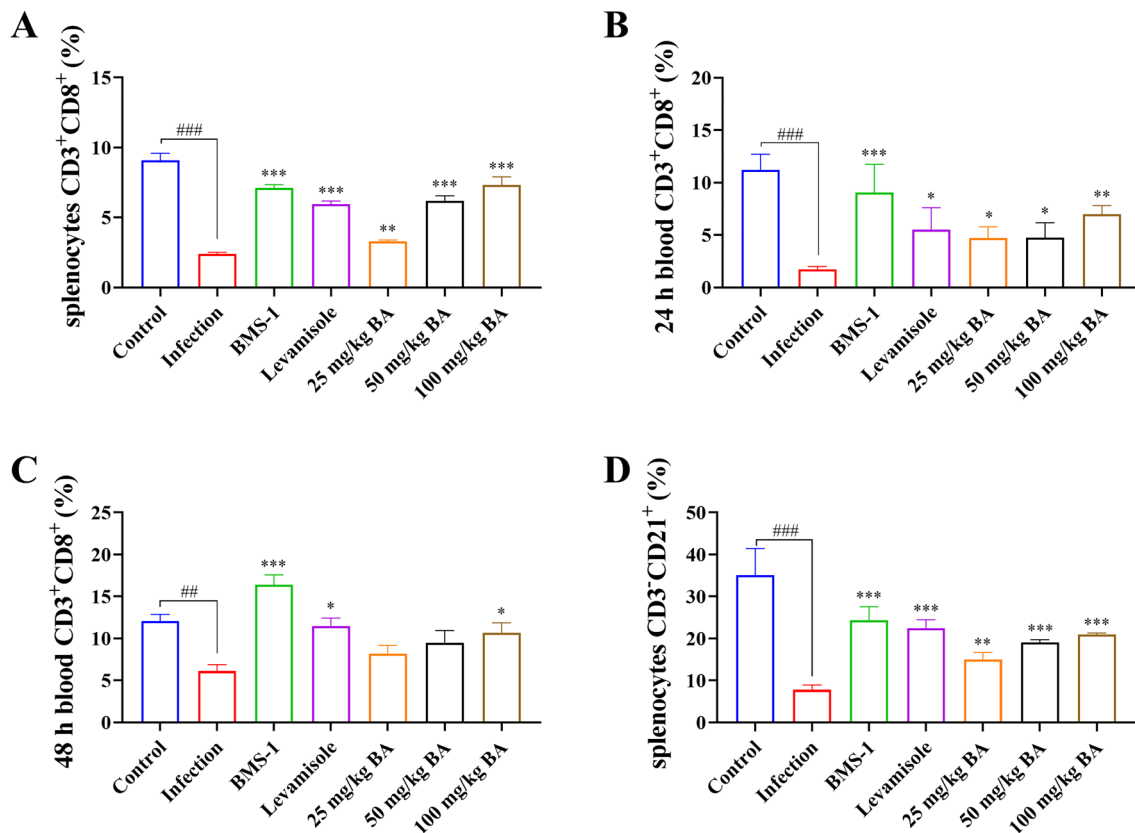 A
splenocytes CD3⁺CD8⁺ (%)
15
10
5
0
###
***
***
**
***
***
Control
Infection
BMS-1
Levamisole
25 mg/kg BA
50 mg/kg BA
100 mg/kg BA
B
24 h blood CD3⁺CD8⁺ (%)
20
15
10
5
0
###
***
*
*
*
**
Control
Infection
BMS-1
Levamisole
25 mg/kg BA
50 mg/kg BA
100 mg/kg BA
C
48 h blood CD3⁺CD8⁺ (%)
25
20
15
10
5
0
##
***
*
*
Control
Infection
BMS-1
Levamisole
25 mg/kg BA
50 mg/kg BA
100 mg/kg BA
D
splenocytes CD3⁻CD21⁺ (%)
50
40
30
20
10
0
###
***
***
**
***
***
Control
Infection
BMS-1
Levamisole
25 mg/kg BA
50 mg/kg BA
100 mg/kg BA